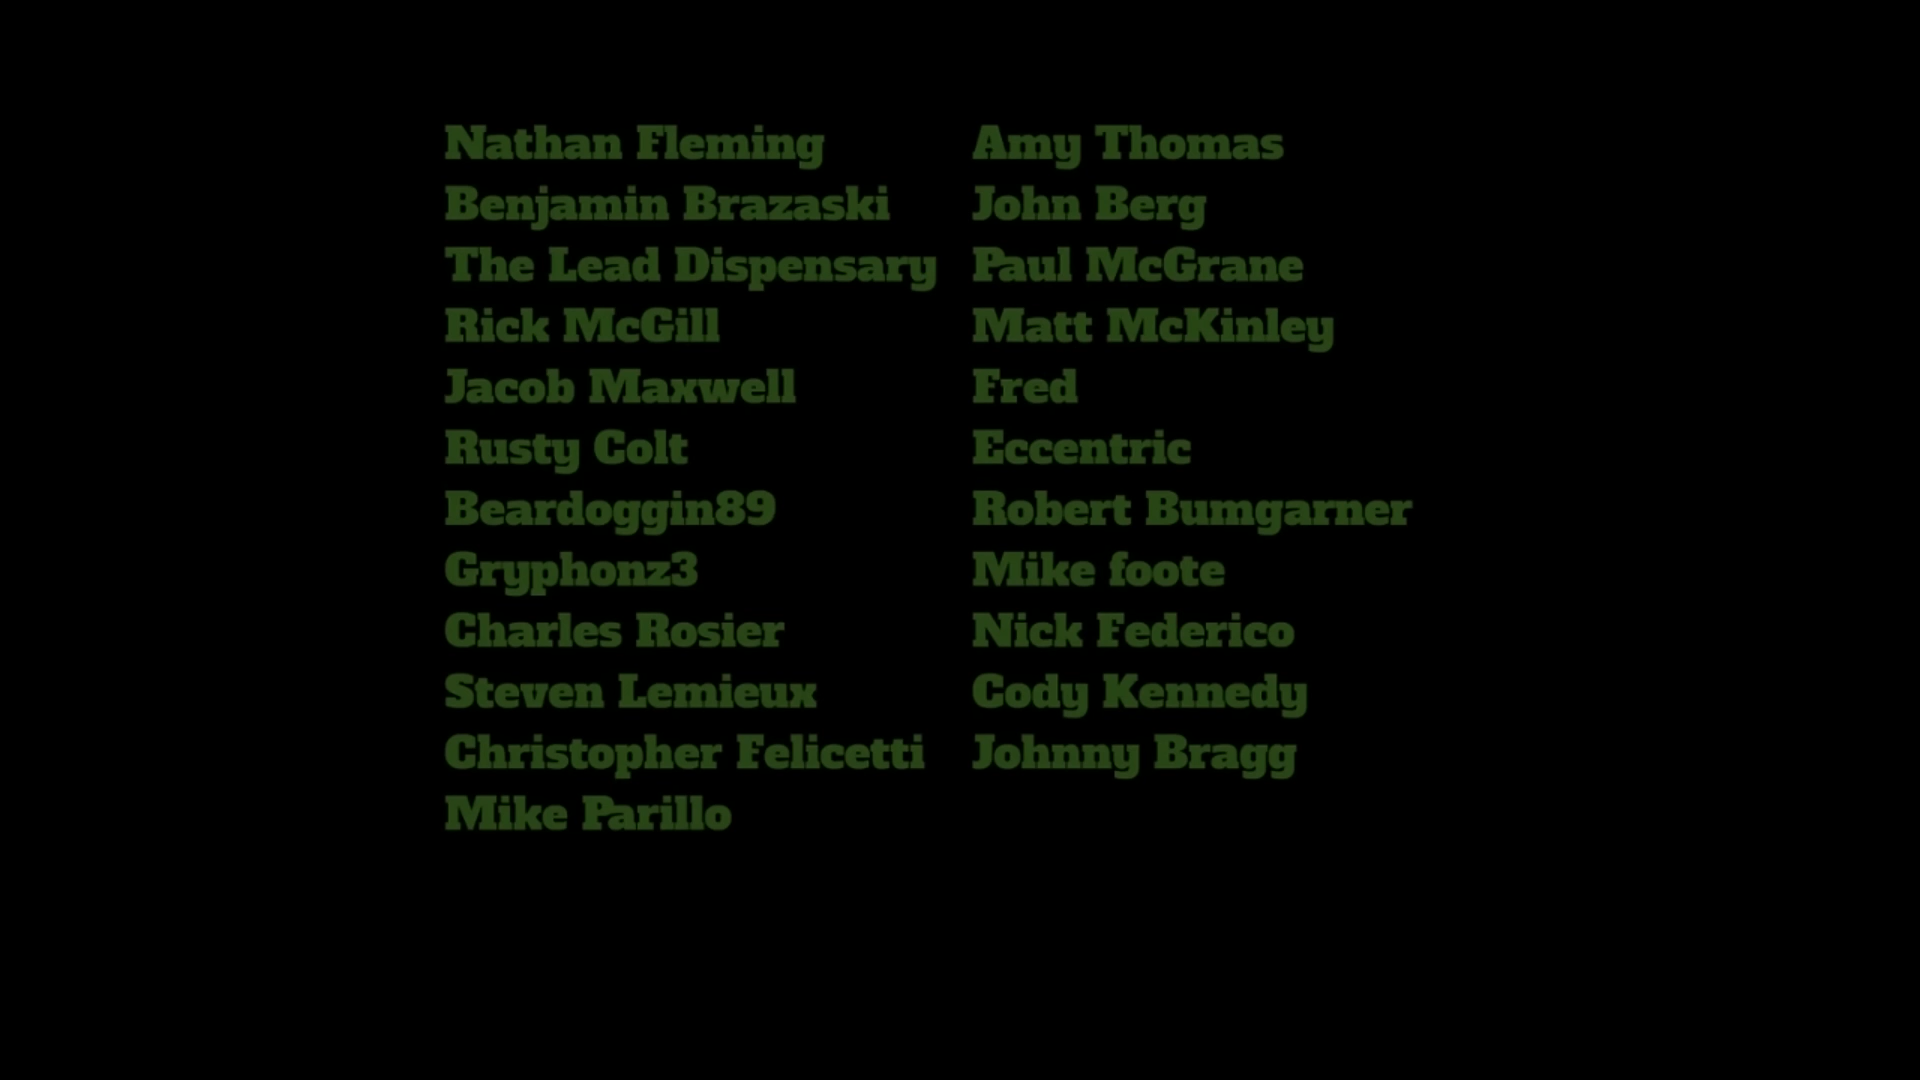 Nathan Fleming
Benjamin Brazaski
The Lead Dispensary
Rick McGill
Jacob Maxwell
Rusty Colt
Beardoggin89
Gryphonz3
Charles Rosier
Steven Lemieux
Christopher Felicetti
Mike Parillo
Amy Thomas
John Berg
Paul McGrane
Matt McKinley
Fred
Eccentric
Robert Bumgarner
Mike foote
Nick Federico
Cody Kennedy
Johnny Bragg